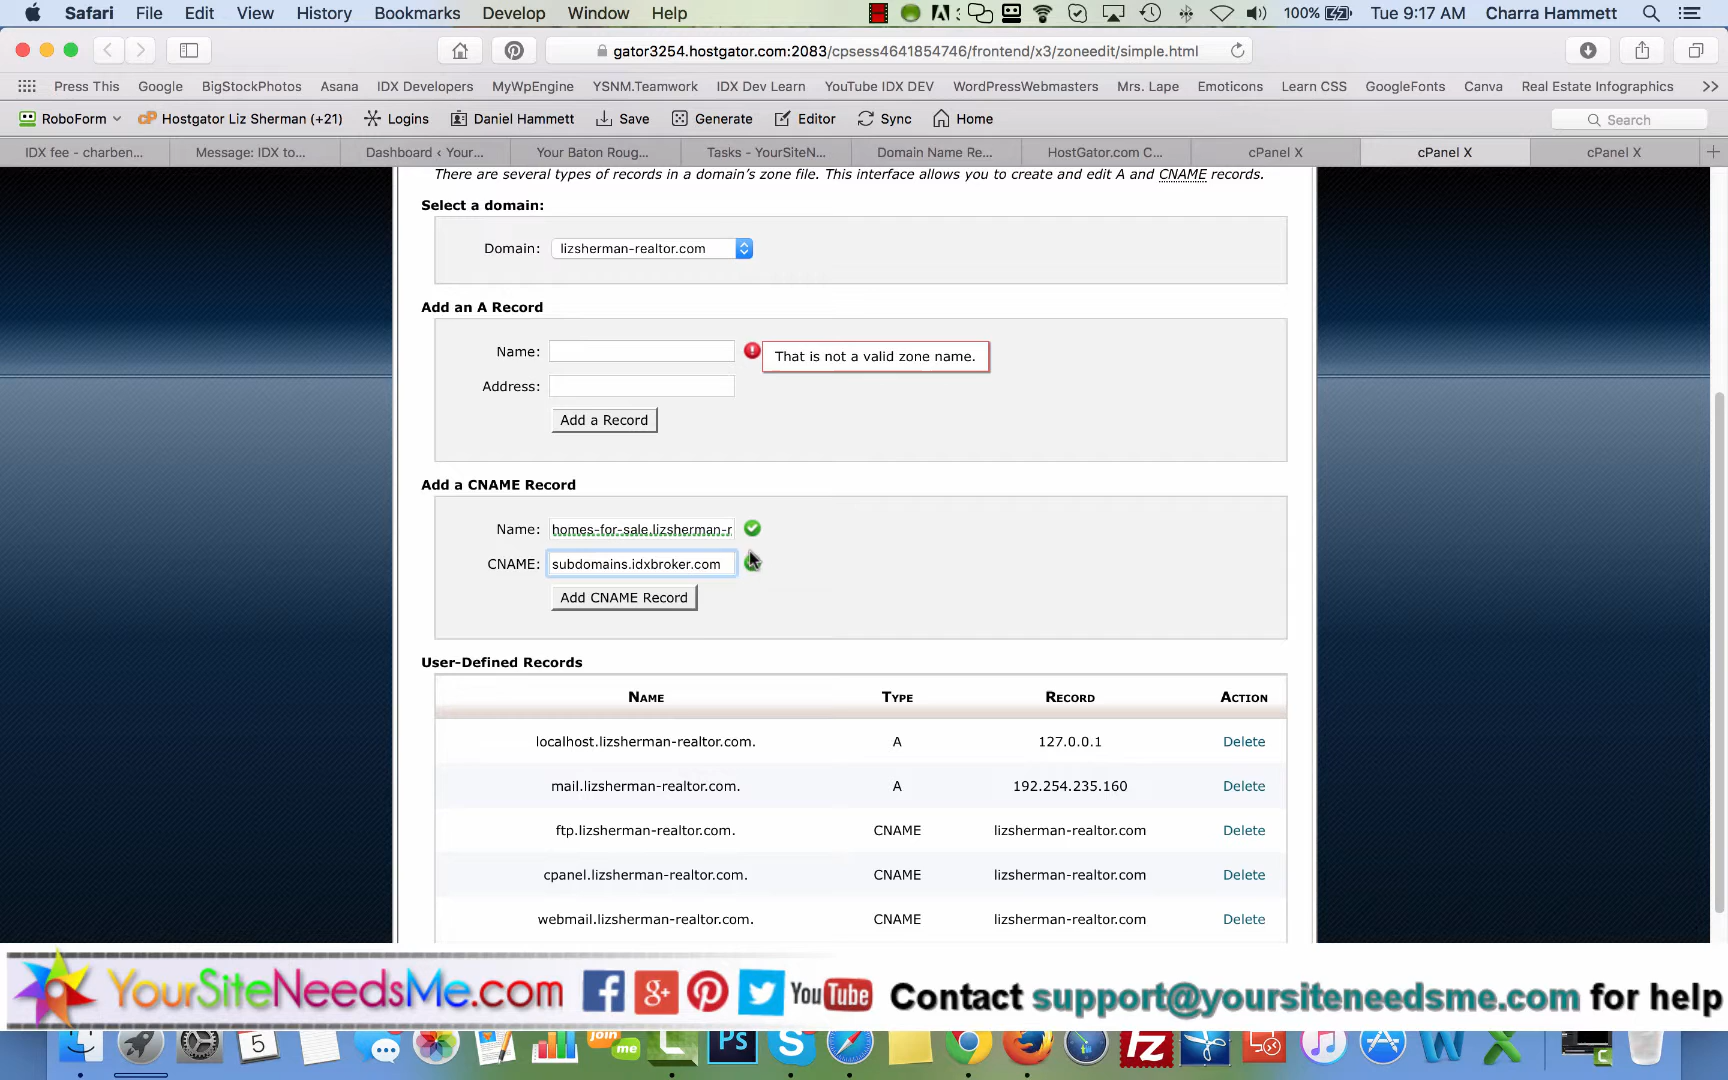 Safari File Edit View History Bookmarks Develop Window Help 100% Tue 9:17 AM Charra Hammett
gator3254.hostgator.com:2083/cpsess4641854746/frontend/x3/zoneedit/simple.html
Press This Google BigStockPhotos Asana IDX Developers MyWpEngine YSNM.Teamwork IDX Dev Learn YouTube IDX DEV WordPressWebmasters Mrs. Lape Emoticons Learn CSS GoogleFonts Canva Real Estate Infographics
RoboForm Hostgator Liz Sherman (+21) Logins Daniel Hammett Save Generate Editor Sync Home Search
IDX fee - charben... Message: IDX to... Dashboard ‹ Your... Your Baton Roug... Tasks - YourSiteN... Domain Name Re... HostGator.com C... cPanel X cPanel X cPanel X
There are several types of records in a domain's zone file. This interface allows you to create and edit A and CNAME records.
Select a domain:
Domain: lizsherman-realtor.com
Add an A Record
Name: That is not a valid zone name.
Address:
Add a Record
Add a CNAME Record
Name: homes-for-sale.lizsherman-r
CNAME: subdomains.idxbroker.com
Add CNAME Record
User-Defined Records
Name Type Record Action
localhost.lizsherman-realtor.com. A 127.0.0.1 Delete
mail.lizsherman-realtor.com. A 192.254.235.160 Delete
ftp.lizsherman-realtor.com. CNAME lizsherman-realtor.com Delete
cpanel.lizsherman-realtor.com. CNAME lizsherman-realtor.com Delete
webmail.lizsherman-realtor.com. CNAME lizsherman-realtor.com Delete
YourSiteNeedsMe.com f g+ You Tube Contact support@yoursiteneedsme.com for help
5 join me Ps S Fz W X